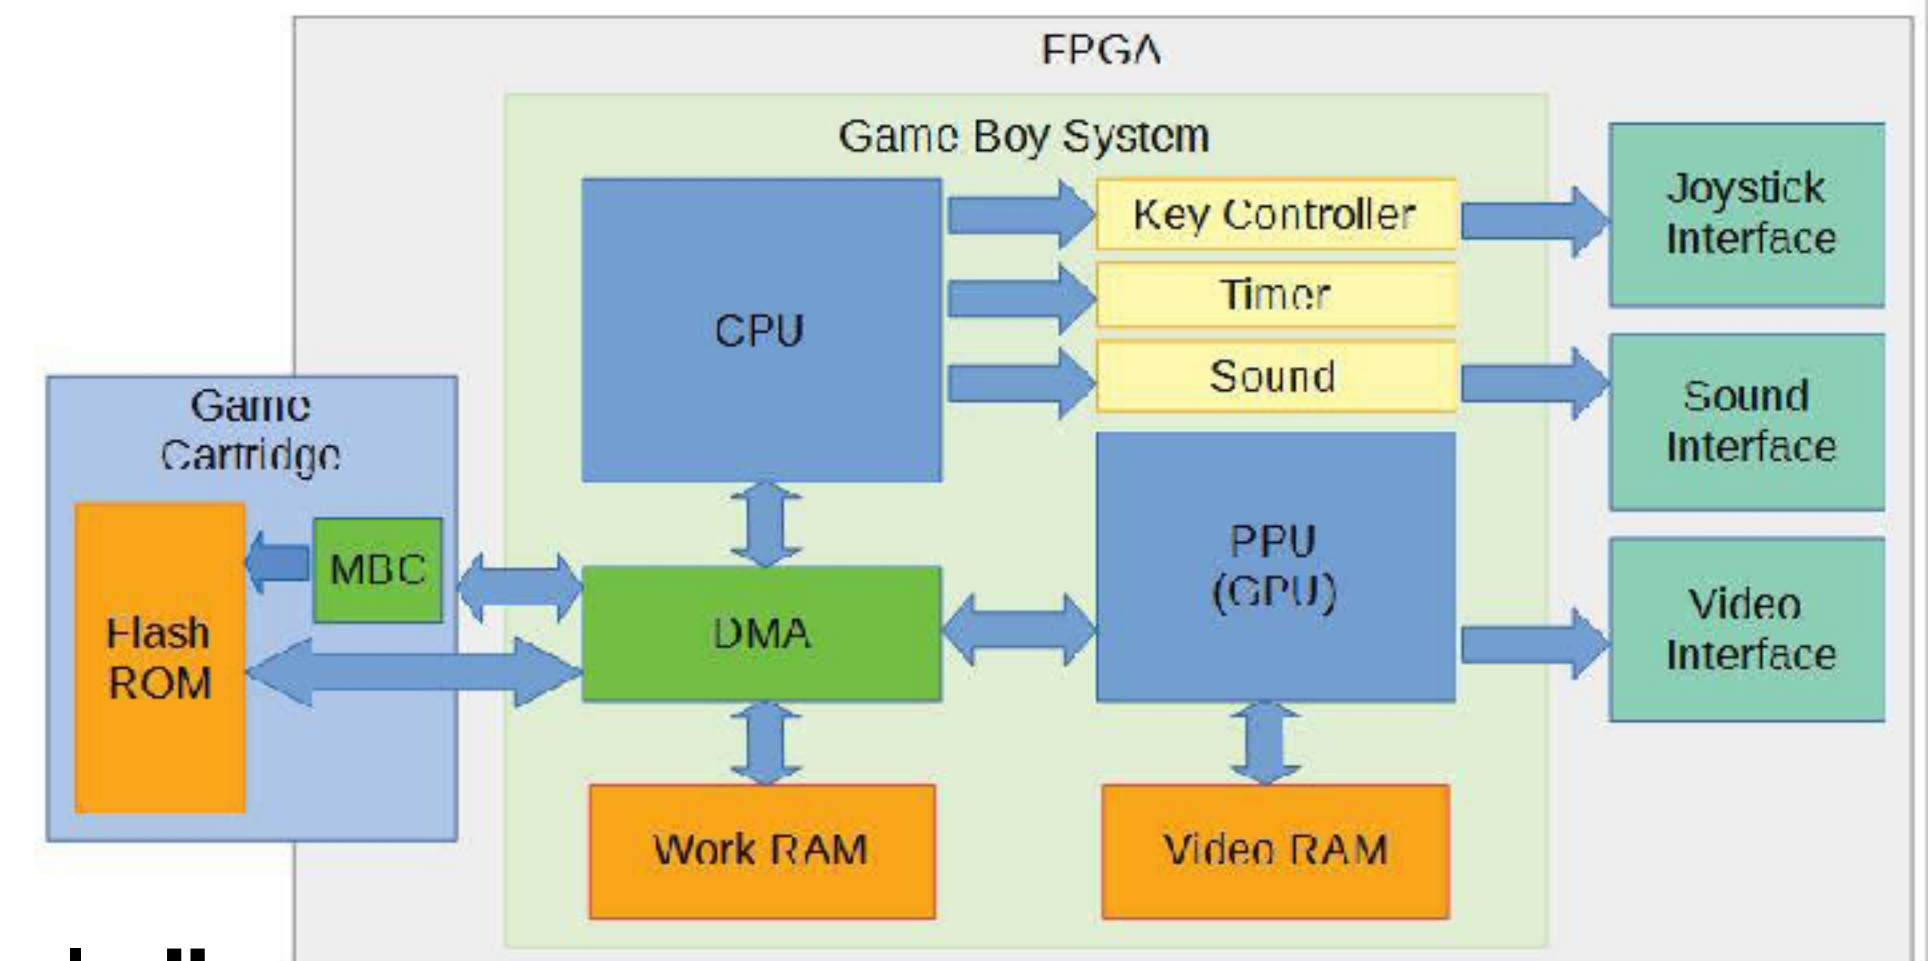 FPGA
Game Boy System
CPU
Key Controller
Timer
Sound
Joystick
Interface
Sound
Interface
Game
Cartridge
Flash
ROM
MBC
DMA
PPU
(GPU)
Video
Interface
Work RAM
Video RAM